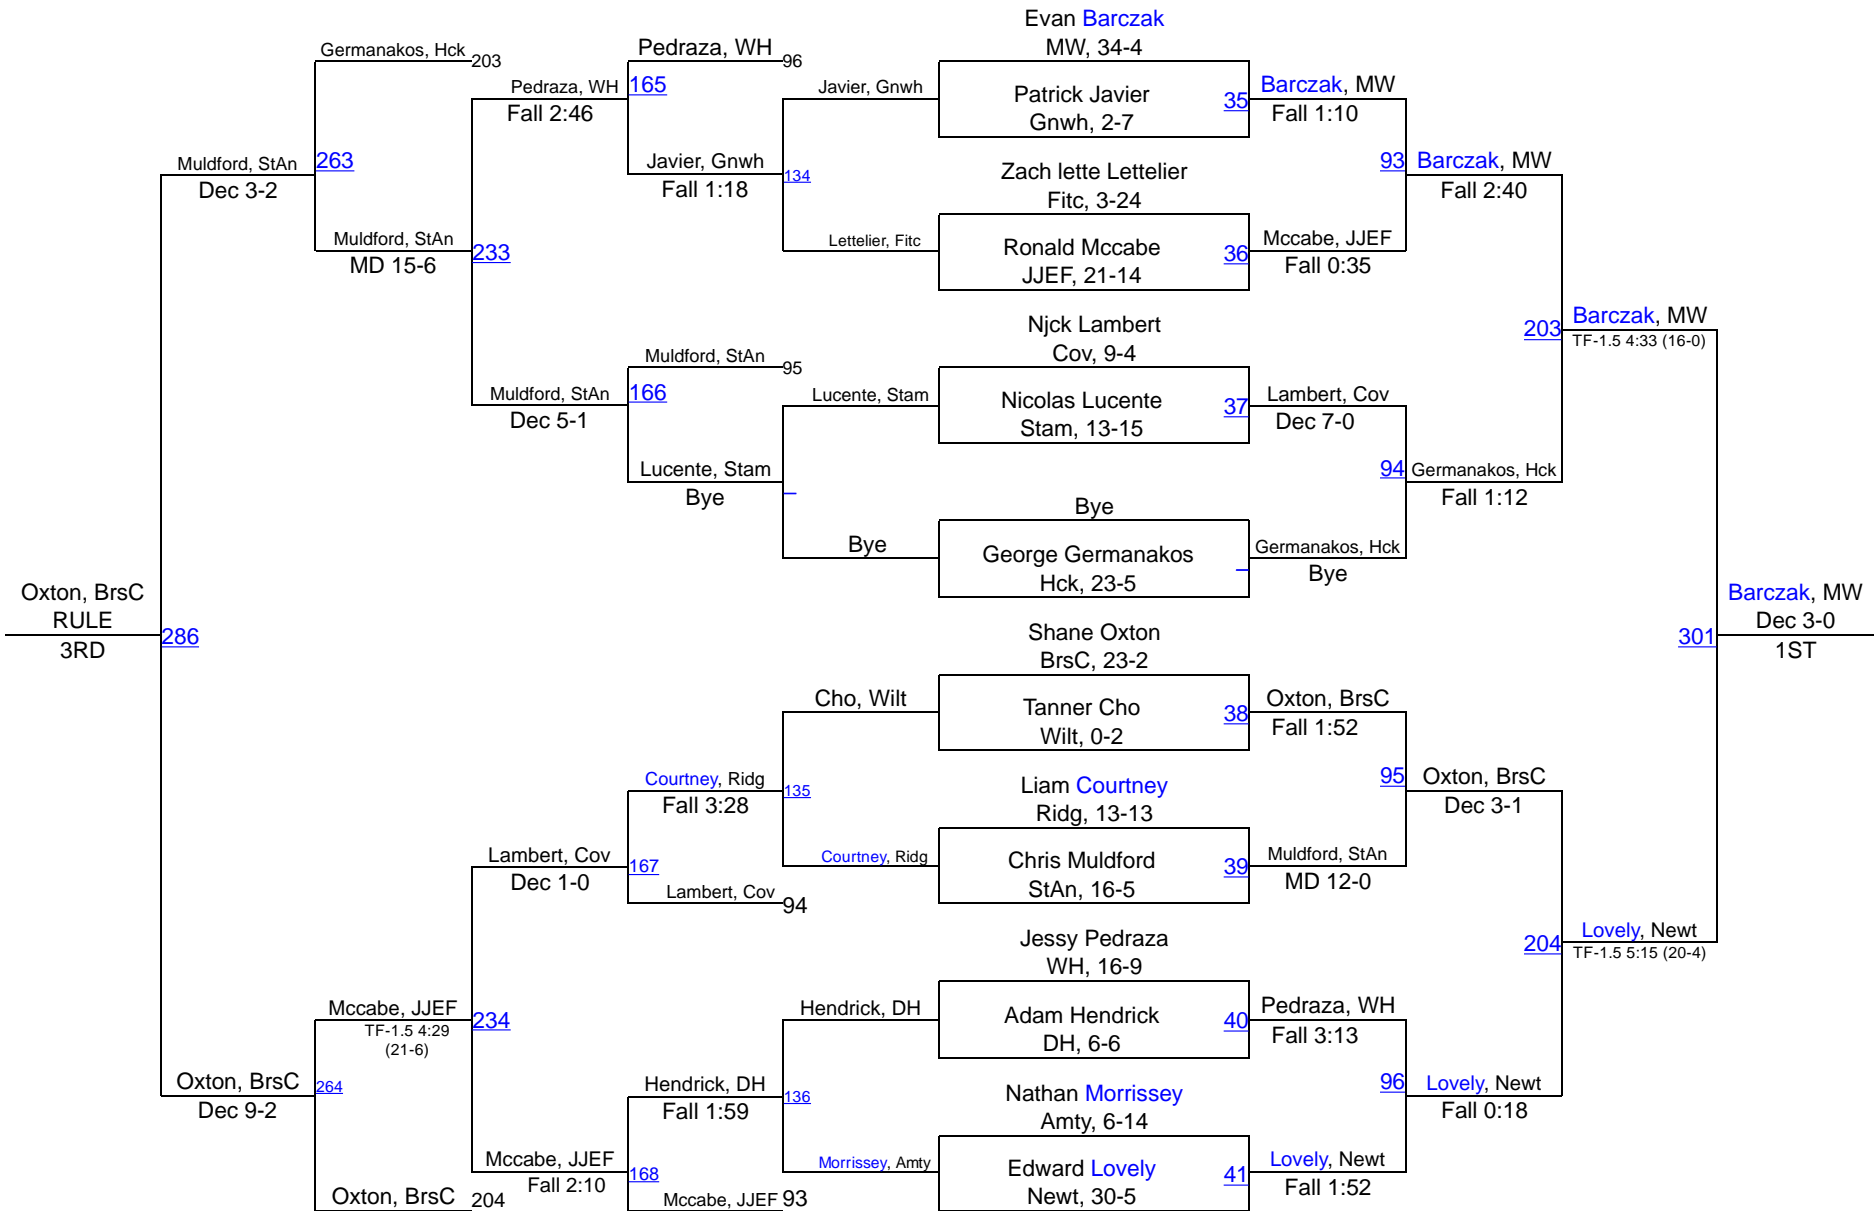 Evan Barczak
MW, 34-4
Patrick Javier
Gnwh, 2-7
35
Zach lette Lettelier
Fitc, 3-24
Ronald Mccabe
JJEF, 21-14
36
Njck Lambert
Cov, 9-4
Nicolas Lucente
Stam, 13-15
37
Bye
George Germanakos
Hck, 23-5
Shane Oxton
BrsC, 23-2
Tanner Cho
Wilt, 0-2
38
Liam Courtney
Ridg, 13-13
Chris Muldford
StAn, 16-5
39
Jessy Pedraza
WH, 16-9
Adam Hendrick
DH, 6-6
40
Nathan Morrissey
Amty, 6-14
Edward Lovely
Newt, 30-5
41
Barczak, MW
Fall 1:10
Mccabe, JJEF
Fall 0:35
93
Lambert, Cov
Dec 7-0
Germanakos, Hck
Bye
94
Oxton, BrsC
Fall 1:52
Muldford, StAn
MD 12-0
95
Pedraza, WH
Fall 3:13
Lovely, Newt
Fall 1:52
96
Barczak, MW
Fall 2:40
Germanakos, Hck
Fall 1:12
203
Oxton, BrsC
Dec 3-1
Lovely, Newt
Fall 0:18
204
Barczak, MW
TF-1.5 4:33 (16-0)
Lovely, Newt
TF-1.5 5:15 (20-4)
301
Barczak, MW
Dec 3-0
1ST
Javier, Gnwh
Lettelier, Fitc
134
Lucente, Stam
Bye
Cho, Wilt
Courtney, Ridg
135
Hendrick, DH
Morrissey, Amty
136
Pedraza, WH
96
Javier, Gnwh
Fall 1:18
165
Muldford, StAn
95
Lucente, Stam
Bye
166
Courtney, Ridg
Fall 3:28
Lambert, Cov
94
167
Hendrick, DH
Fall 1:59
Mccabe, JJEF
93
168
Pedraza, WH
Fall 2:46
Muldford, StAn
Dec 5-1
233
Lambert, Cov
Dec 1-0
Mccabe, JJEF
Fall 2:10
234
Germanakos, Hck
203
Muldford, StAn
MD 15-6
263
Mccabe, JJEF
TF-1.5 4:29
(21-6)
Oxton, BrsC
204
264
Muldford, StAn
Dec 3-2
Oxton, BrsC
Dec 9-2
286
Oxton, BrsC
RULE
3RD